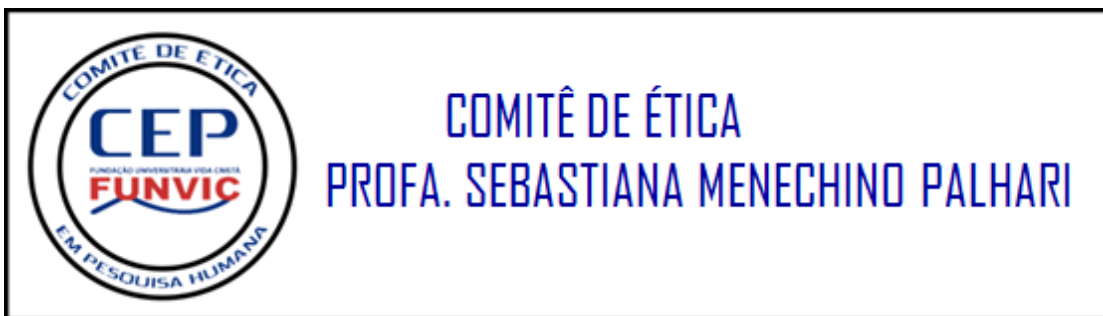 COMITE DE ETICA
CEP
FUNDAÇÃO UNIVERSITÁRIA VIDA CRISTÃ
FUNVIC
EM PESQUISA HUMANA
COMITÊ DE ÉTICA
PROFA. SEBASTIANA MENECHINO PALHARI